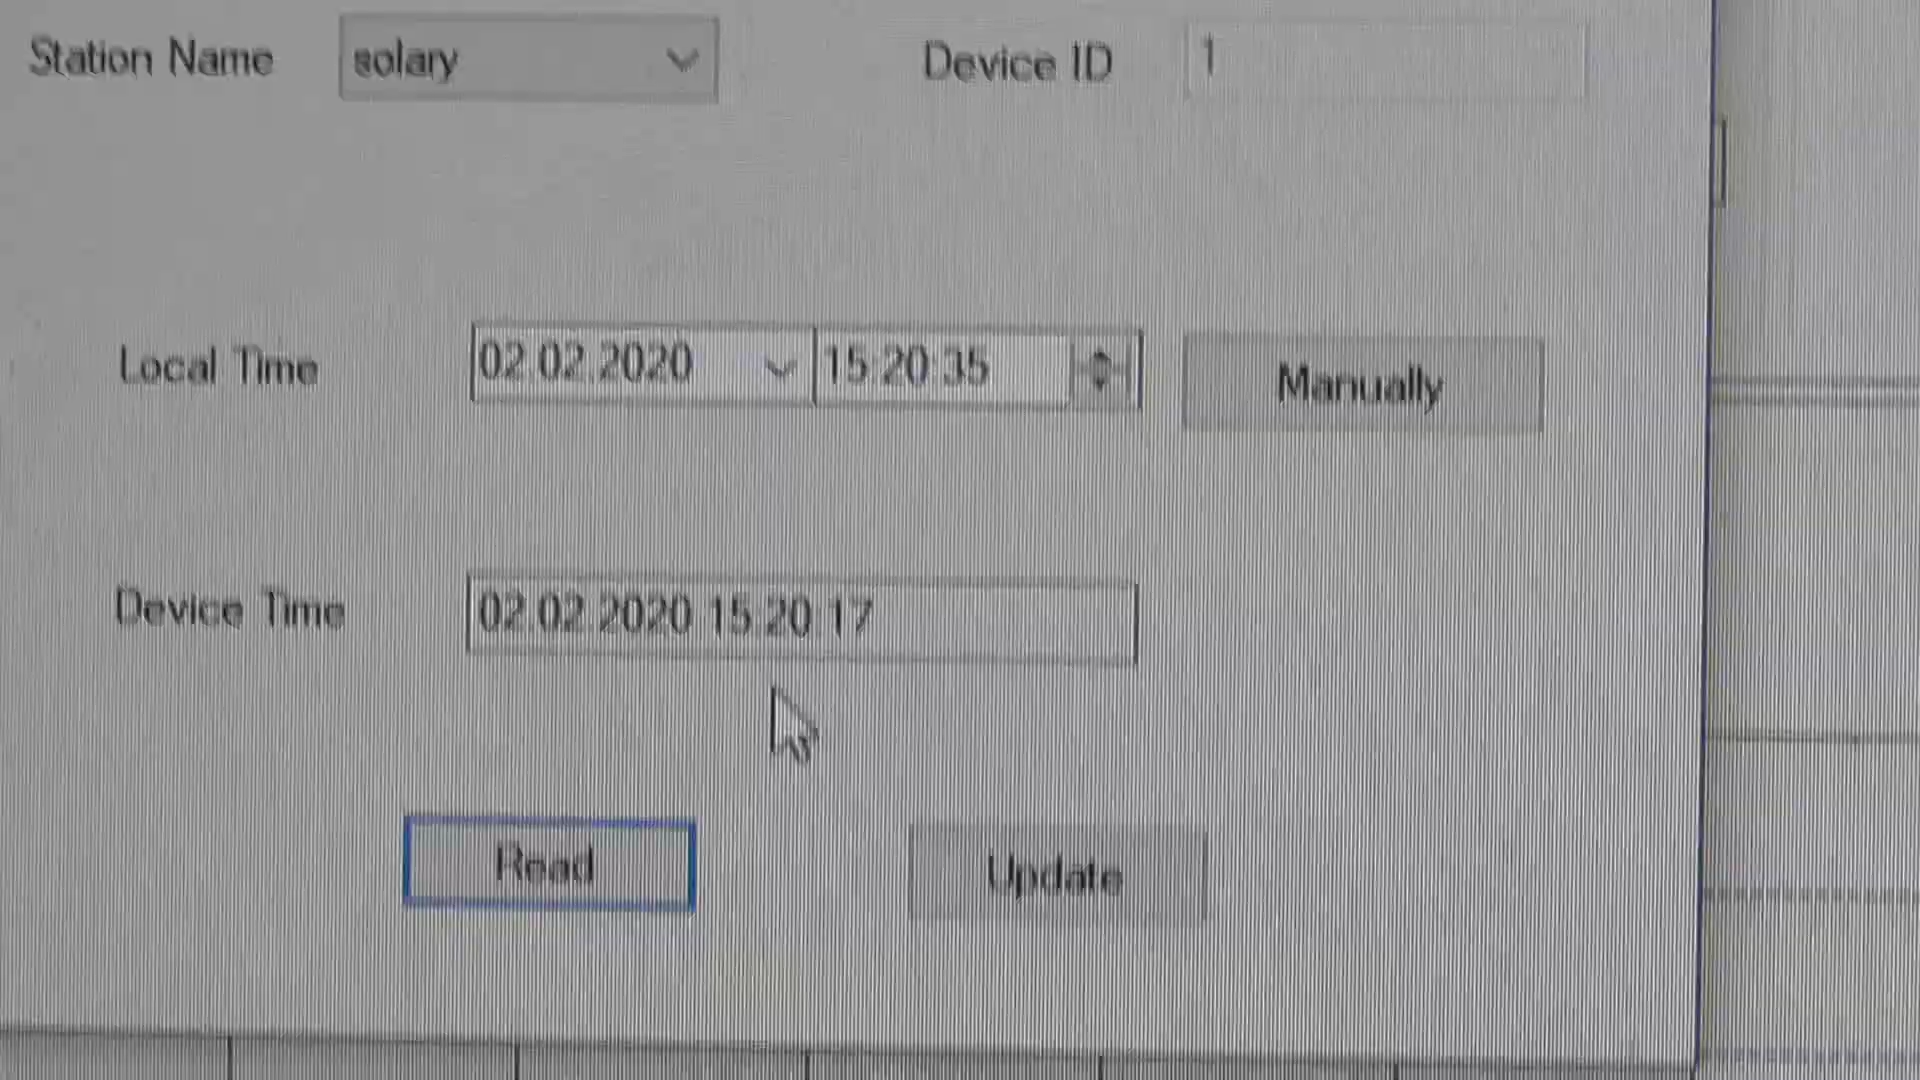 Station Name solary Device ID 1
Local Time 02.02.2020 15:20:35 Manually
Device Time 02.02.2020 15:20:17
Read Update